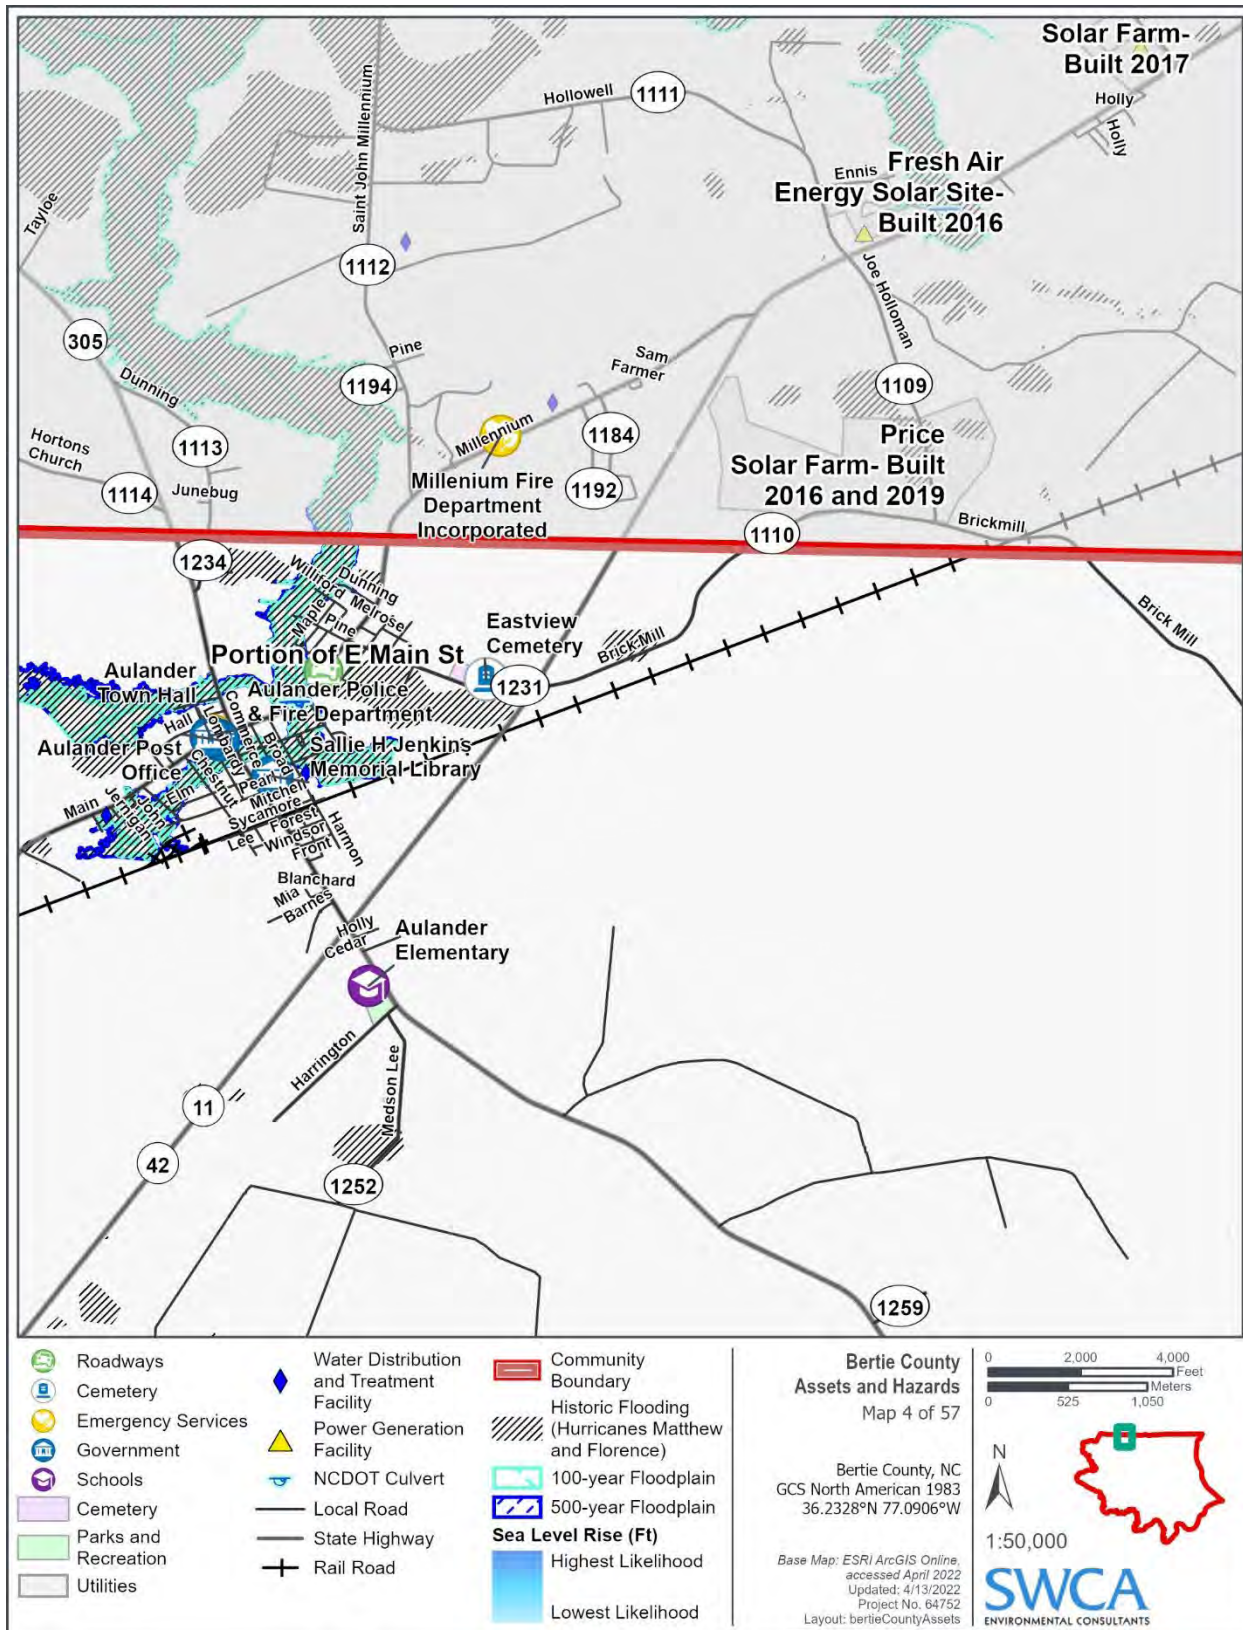 Solar Farm-
Built 2017
Hollowell
1111
Holly
Holly
Saint John Millennium
Ennis
Fresh Air
Energy Solar Site-
Built 2016
Tayloe
1112
Joe Holloman
305
Pine
Sam
Farmer
1194
1109
Dunning
Hortons
Church
1113
Millennium
1184
Price
Solar Farm- Built
2016 and 2019
1114
Junebug
1192
Millenium Fire
Department
Incorporated
Brickmill
1110
1234
Dunning
Williford
Melrose
Maple
Pine
Eastview
Cemetery
Brick Mill
Brick Mill
Portion of E Main St
1231
Aulander
Town Hall
Aulander Police
& Fire Department
Hall
Commerce
Lombardy
Broad
Aulander Post
Office
Sallie H Jenkins
Memorial Library
Chestnut
Pearl
Elm
Mitchell
Main
John
Jernigan
Sycamore
Lee
Forest
Windsor
Front
Harmon
Blanchard
Mia
Barnes
Holly
Cedar
Aulander
Elementary
Harrington
Medson Lee
11
42
1252
1259
Roadways
Cemetery
Emergency Services
Government
Schools
Cemetery
Parks and
Recreation
Utilities
Water Distribution
and Treatment
Facility
Power Generation
Facility
NCDOT Culvert
Local Road
State Highway
Rail Road
Community
Boundary
Historic Flooding
(Hurricanes Matthew
and Florence)
100-year Floodplain
500-year Floodplain
Sea Level Rise (Ft)
Highest Likelihood
Lowest Likelihood
Bertie County
Assets and Hazards
Map 4 of 57
Bertie County, NC
GCS North American 1983
36.2328°N 77.0906°W
Base Map: ESRI ArcGIS Online,
accessed April 2022
Updated: 4/13/2022
Project No. 64752
Layout: bertieCountyAssets
0 2,000 4,000
Feet
Meters
0 525 1,050
N
1:50,000
SWCA
ENVIRONMENTAL CONSULTANTS